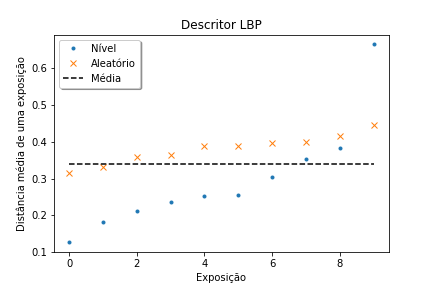 Descritor LBP
Nível
Aleatório
Média
Distância média de uma exposição
0.6
0.5
0.4
0.3
0.2
0.1
0 2 4 6 8
Exposição